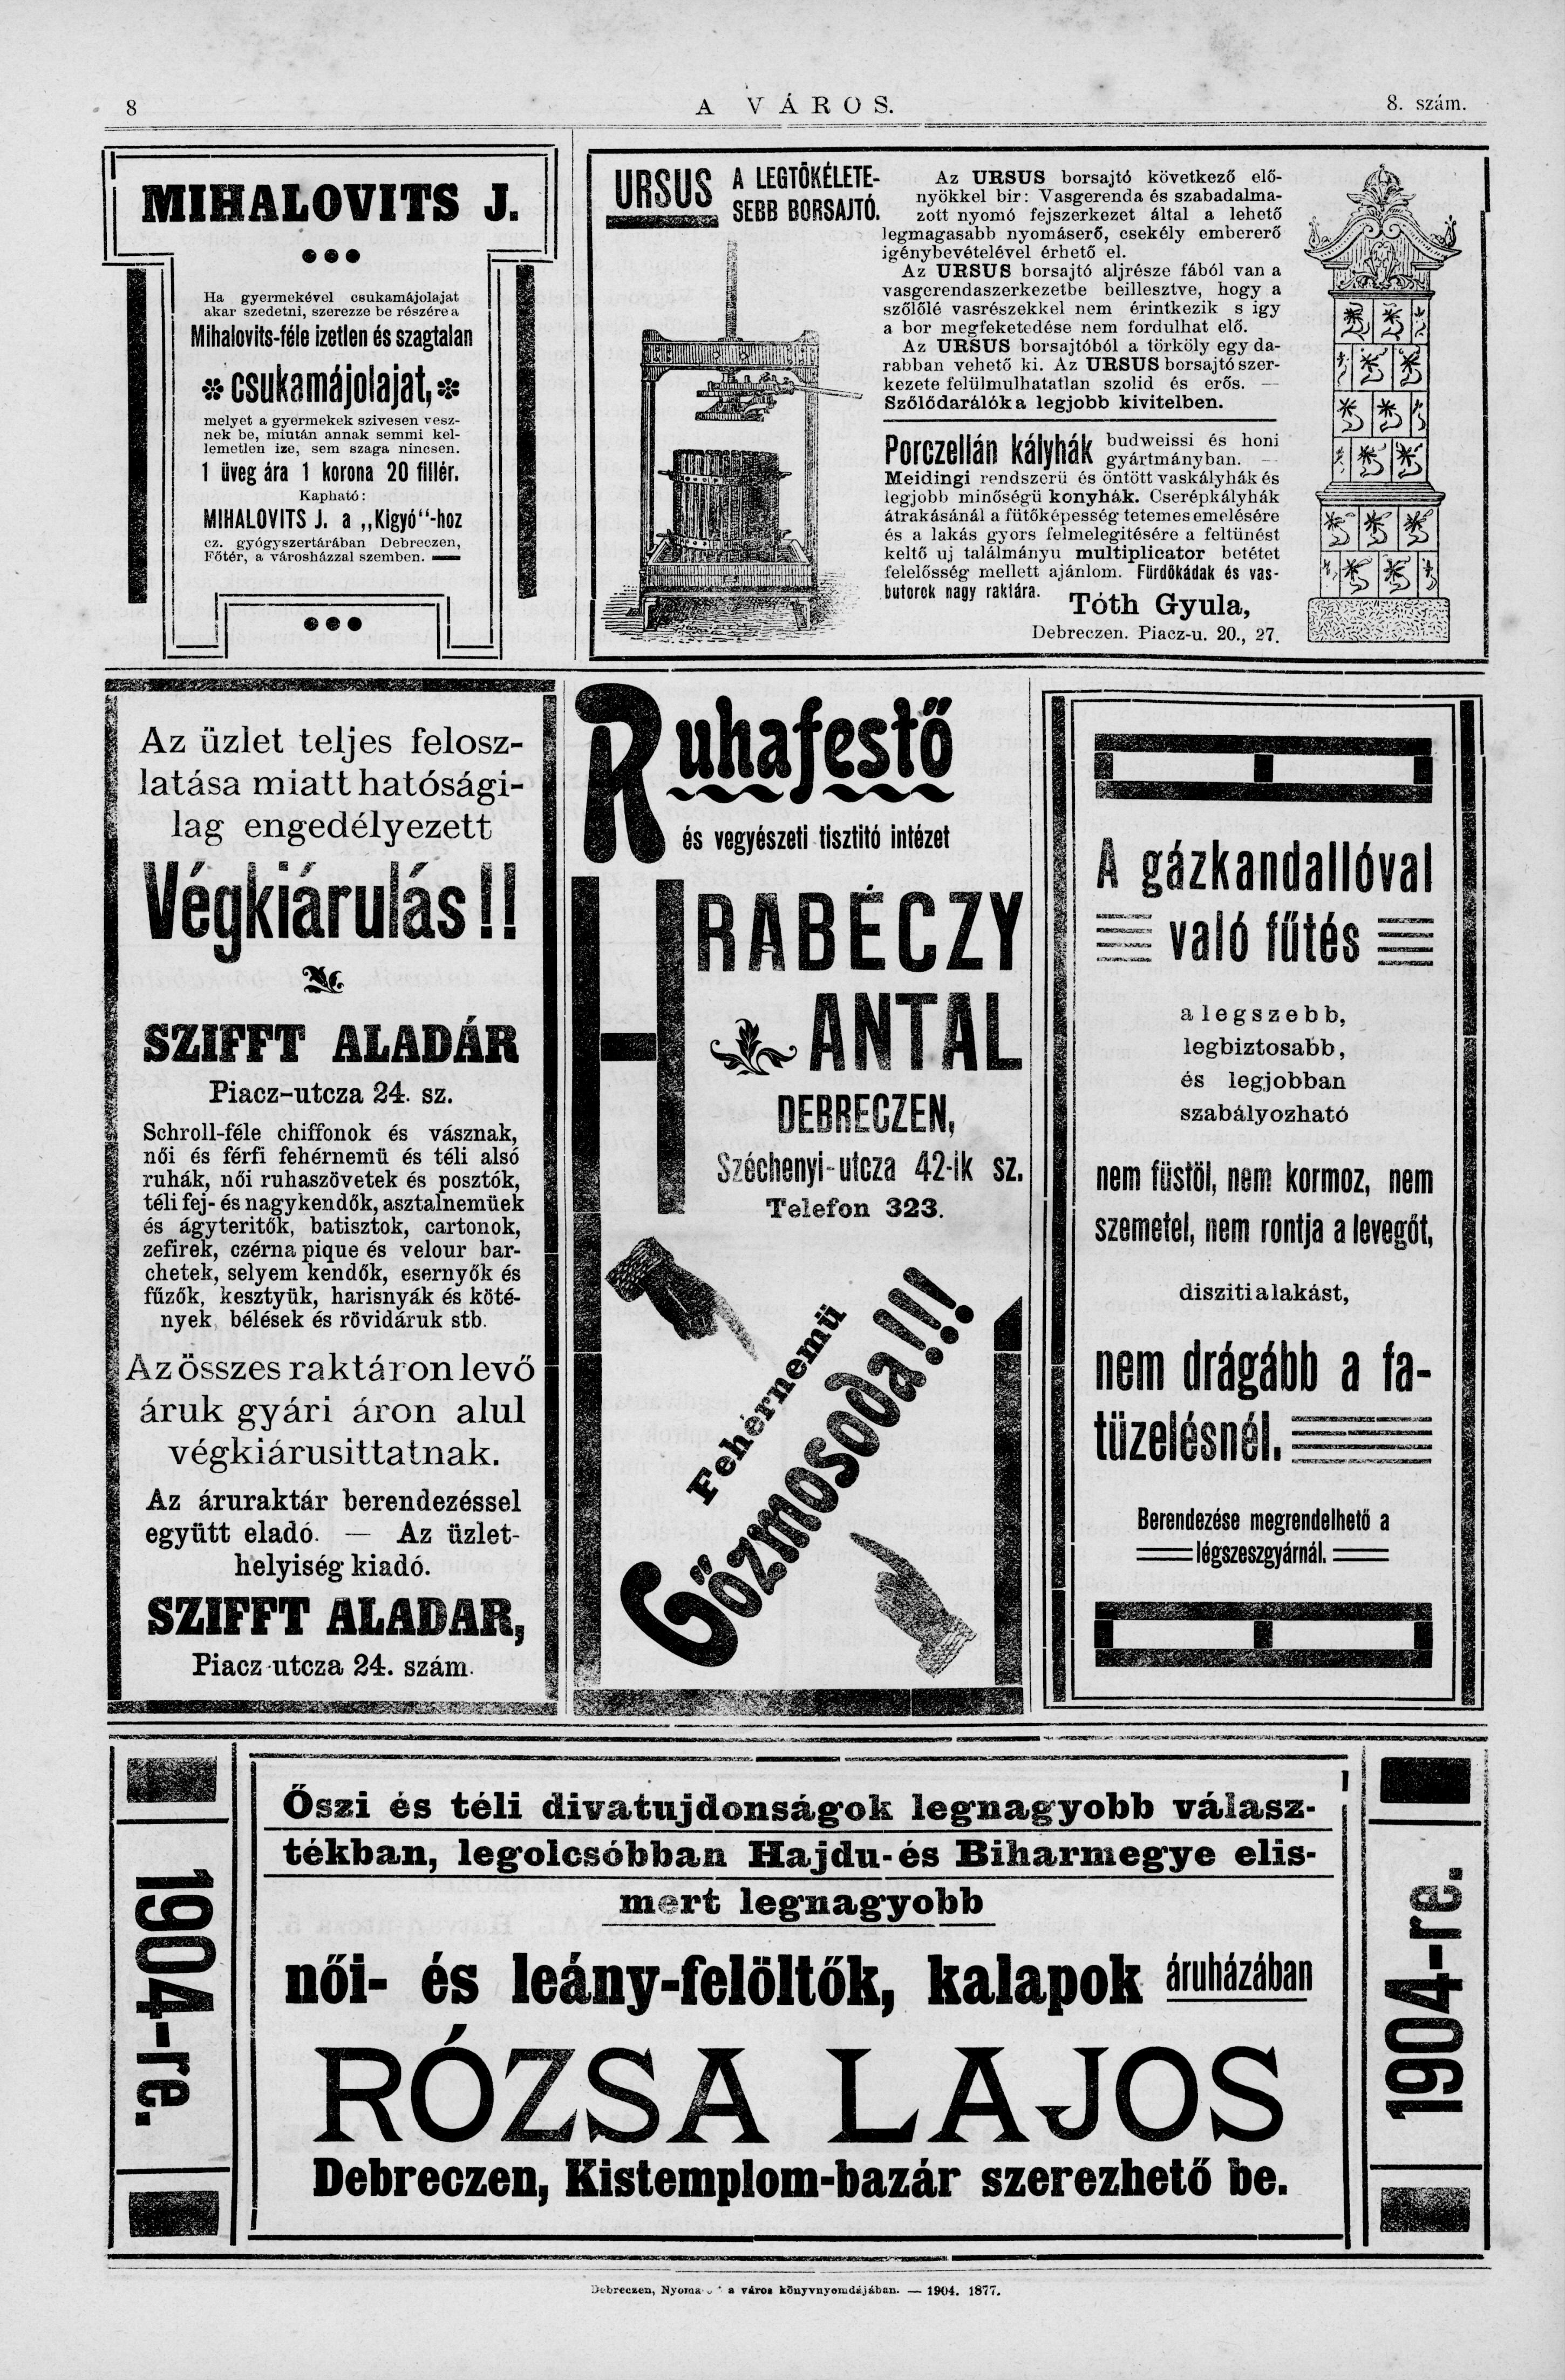 8
A VÁROS.
8. szám.
MIHALOVITS J.
Ha gyermekével csukamájolajat
akar szedetni, szerezze be részére a
Mihalovits-féle izetlen és szagtalan
csukamájolajat,
melyet a gyermekek szivesen vesz-
nek be, miután annak semmi kel-
lemetlen ize, sem szaga nincsen.
1 üveg ára 1 korona 20 fillér.
Kapható:
MIHALOVITS J. a „Kigyó“-hoz
cz. gyógyszertárában Debreczen,
Főtér, a városházzal szemben.
URSUS A LEGTÖKÉLETE-
SEBB BORSAJTÓ.
Az URSUS borsajtó következő elő-
nyökkel bir: Vasgerenda és szabadalma-
zott nyomó fejszerkezet által a lehető
legmagasabb nyomáserő, csekély embererő
igénybevételével érhető el.
Az URSUS borsajtó aljrésze fából van a
vasgerendaszerkezetbe beillesztve, hogy a
szőlőlé vasrészekkel nem érintkezik s igy
a bor megfeketedése nem fordulhat elő.
Az URSUS borsajtóból a törköly egy da-
rabban vehető ki. Az URSUS borsajtó szer-
kezete felülmulhatatlan szolid és erős. —
Szőlődarálók a legjobb kivitelben.
Porczellán kályhák budweissi és honi
gyártmányban. —
Meidingi rendszerü és öntött vaskályhák és
legjobb minőségü konyhák. Cserépkályhák
átrakásánál a fütőképesség tetemes emelésére
és a lakás gyors felmelegitésére a feltünést
keltő uj találmányu multiplicator betétet
felelősség mellett ajánlom. Fürdőkádak és vas-
butorok nagy raktára.
Tóth Gyula,
Debreczen. Piacz-u. 20., 27.
Az üzlet teljes felosz-
latása miatt hatósági-
lag engedélyezett
Végkiárulás!!
SZIFFT ALADÁR
Piacz-utcza 24. sz.
Schroll-féle chiffonok és vásznak,
női és férfi fehérnemü és téli alsó
ruhák, női ruhaszövetek és posztók,
téli fej- és nagykendők, asztalnemüek
és ágyteritők, batisztok, cartonok,
zefirek, czérna pique és velour bar-
chetek, selyem kendők, esernyők és
fűzők, kesztyük, harisnyák és köté-
nyek, bélések és rövidáruk stb.
Az összes raktáron levő
áruk gyári áron alul
végkiárusittatnak.
Az áruraktár berendezéssel
együtt eladó. — Az üzlet-
helyiség kiadó.
SZIFFT ALADAR,
Piacz-utcza 24. szám.
Ruhafestő
és vegyészeti tisztitó intézet
HRABÉCZY
ANTAL
DEBRECZEN,
Széchenyi-utcza 42-ik sz.
Telefon 323.
Fehérnemü
Gőzmosoda!!!
A gázkandallóval
való fűtés
a legszebb,
legbiztosabb,
és legjobban
szabályozható
nem füstöl, nem kormoz, nem
szemetel, nem rontja a levegőt,
disziti a lakást,
nem drágább a fa-
tüzelésnél.
Berendezése megrendelhető a
légszeszgyárnál.
1904-re.
Őszi és téli divatujdonságok legnagyobb válasz-
tékban, legolcsóbban Hajdu- és Biharmegye elis-
mert legnagyobb
női- és leány-felöltők, kalapok áruházában
RÓZSA LAJOS
Debreczen, Kistemplom-bazár szerezhető be.
1904-re.
Debreczen, a város könyvnyomdájában. — 1904. 1877.